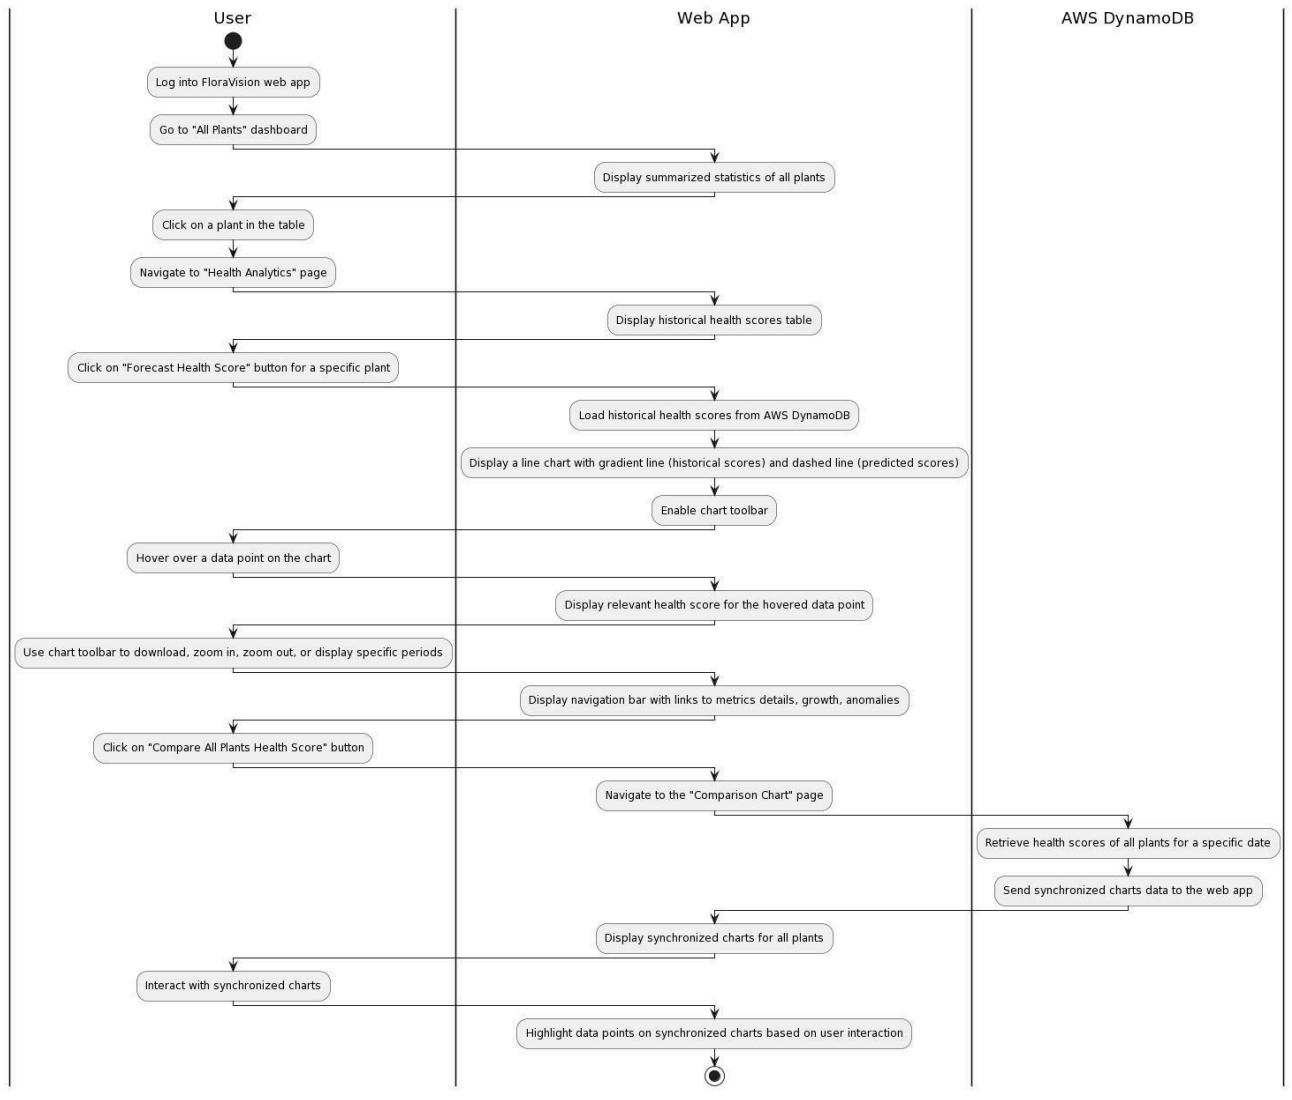 User
Web App
AWS DynamoDB
Log into FloraVision web app
Go to "All Plants" dashboard
Display summarized statistics of all plants
Click on a plant in the table
Navigate to "Health Analytics" page
Display historical health scores table
Click on "Forecast Health Score" button for a specific plant
Load historical health scores from AWS DynamoDB
Display a line chart with gradient line (historical scores) and dashed line (predicted scores)
Enable chart toolbar
Hover over a data point on the chart
Display relevant health score for the hovered data point
Use chart toolbar to download, zoom in, zoom out, or display specific periods
Display navigation bar with links to metrics details, growth, anomalies
Click on "Compare All Plants Health Score" button
Navigate to the "Comparison Chart" page
Retrieve health scores of all plants for a specific date
Send synchronized charts data to the web app
Display synchronized charts for all plants
Interact with synchronized charts
Highlight data points on synchronized charts based on user interaction